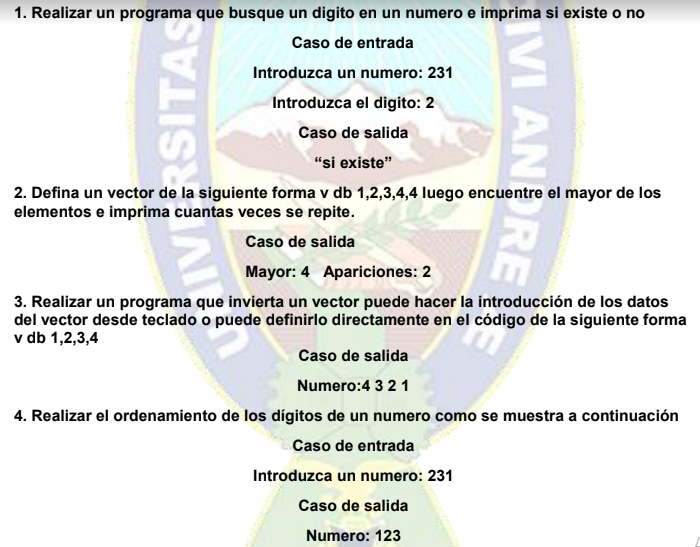 1. Realizar un programa que busque un digito en un numero e imprima si existe o no
Caso de entrada
Introduzca un numero: 231
Introduzca el digito: 2
Caso de salida
“si existe”
2. Defina un vector de la siguiente forma v db 1,2,3,4,4 luego encuentre el mayor de los
elementos e imprima cuantas veces se repite.
Caso de salida
Mayor: 4 Apariciones: 2
3. Realizar un programa que invierta un vector puede hacer la introducción de los datos
del vector desde teclado o puede definirlo directamente en el código de la siguiente forma
v db 1,2,3,4
Caso de salida
Numero:4 3 2 1
4. Realizar el ordenamiento de los dígitos de un numero como se muestra a continuación
Caso de entrada
Introduzca un numero: 231
Caso de salida
Numero: 123
UNIVERSITAS
DIVI ANDRE